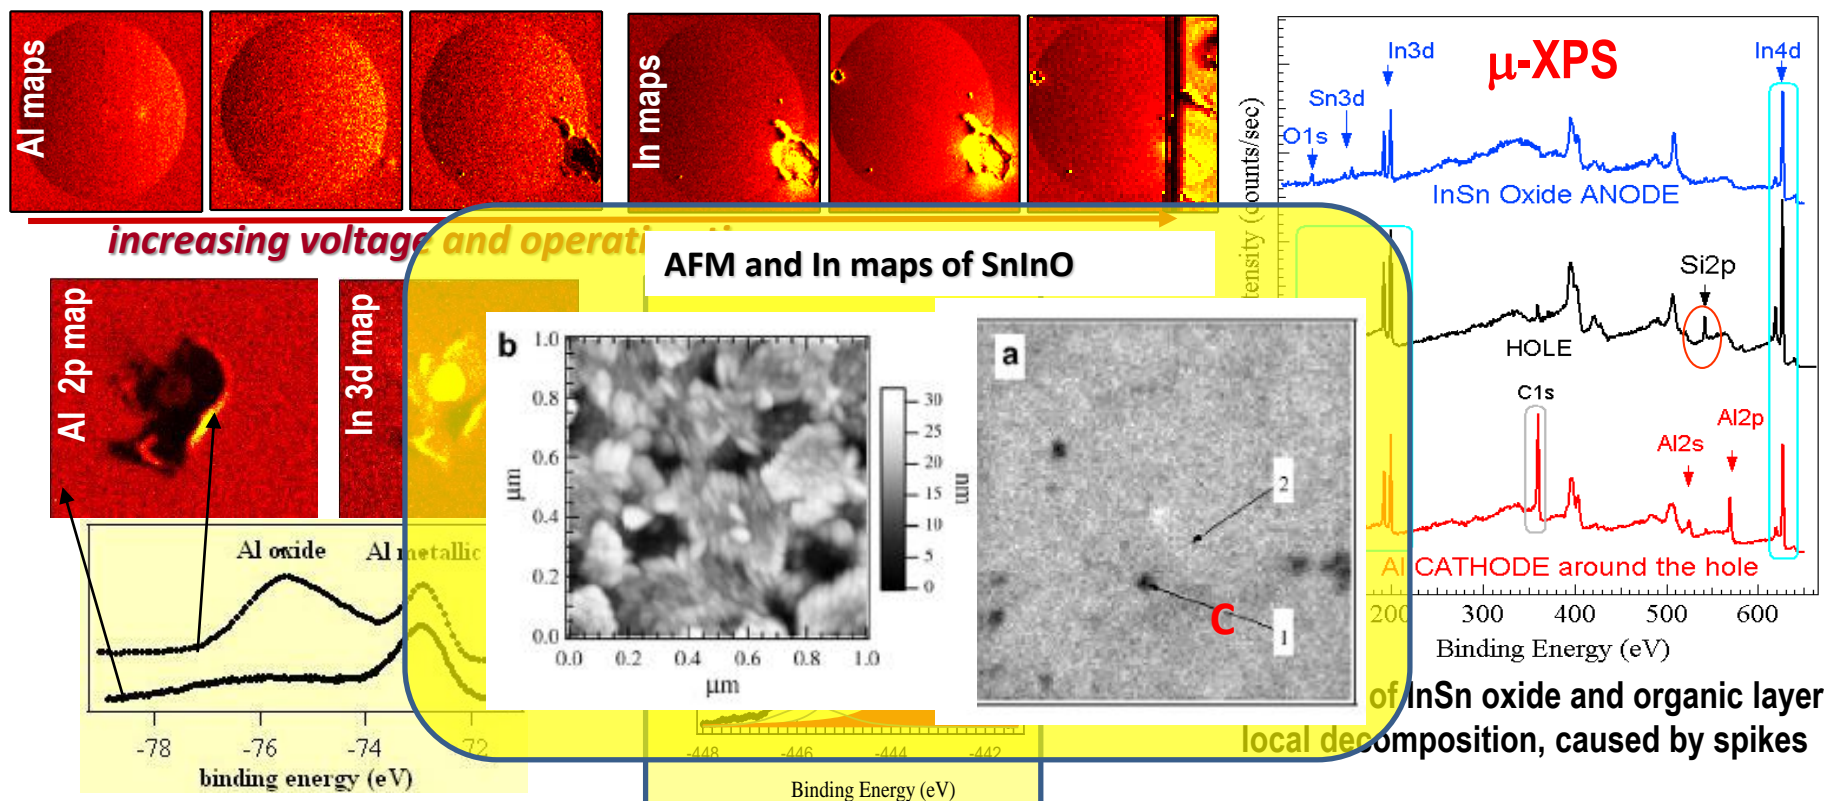 Al maps
In maps
increasing voltage and
AFM and In maps of SnInO
Al 2p map
In 3d map
b
1.0
0.8
0.6
0.4
0.2
0.0
μm
0.0 0.2 0.4 0.6 0.8 1.0
μm
30
25
20
15
10
5
0
nm
a
2
1
C
Al oxide Al metallic
-78 -76 -74 -72
binding energy (eV)
-448 -446 -444 -442
Binding Energy (eV)
μ-XPS
In3d
In4d
Sn3d
O1s
InSn Oxide ANODE
(counts/sec)
Si2p
HOLE
C1s
Al2s
Al2p
Al CATHODE around the hole
200 300 400 500 600
Binding Energy (eV)
of InSn oxide and organic layer
local decomposition, caused by spikes